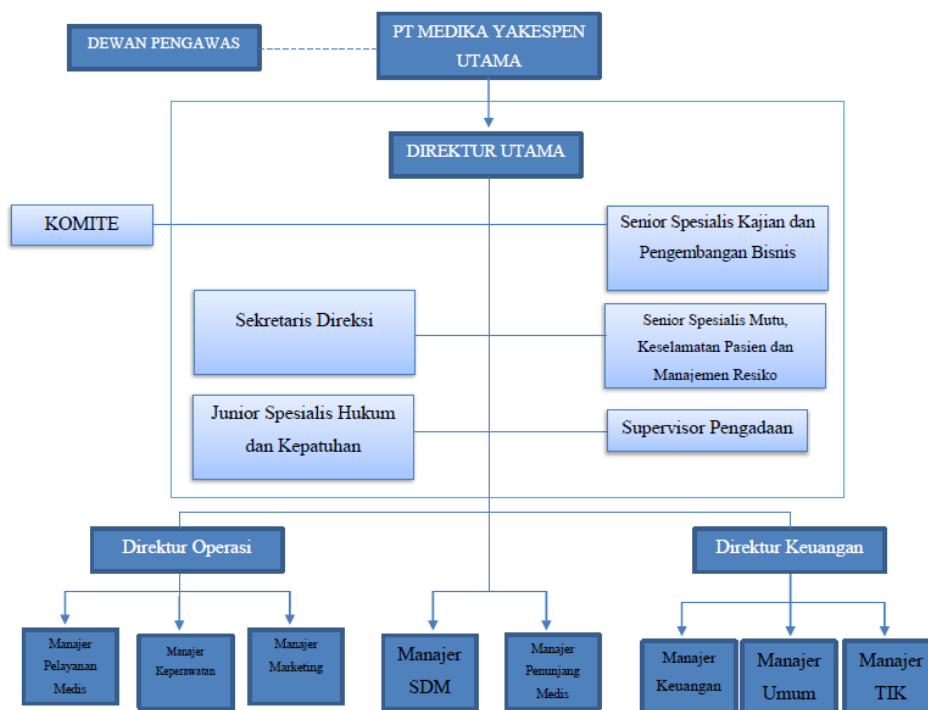 DEWAN PENGAWAS
PT MEDIKA YAKESPEN
UTAMA
DIREKTUR UTAMA
KOMITE
Senior Spesialis Kajian dan
Pengembangan Bisnis
Sekretaris Direksi
Senior Spesialis Mutu,
Keselamatan Pasien dan
Manajemen Resiko
Junior Spesialis Hukum
dan Kepatuhan
Supervisor Pengadaan
Direktur Operasi
Direktur Keuangan
Manajer
Pelayanan
Medis
Manajer
Keperawatan
Manajer
Marketing
Manajer
SDM
Manajer
Penunjang
Medis
Manajer
Keuangan
Manajer
Umum
Manajer
TIK